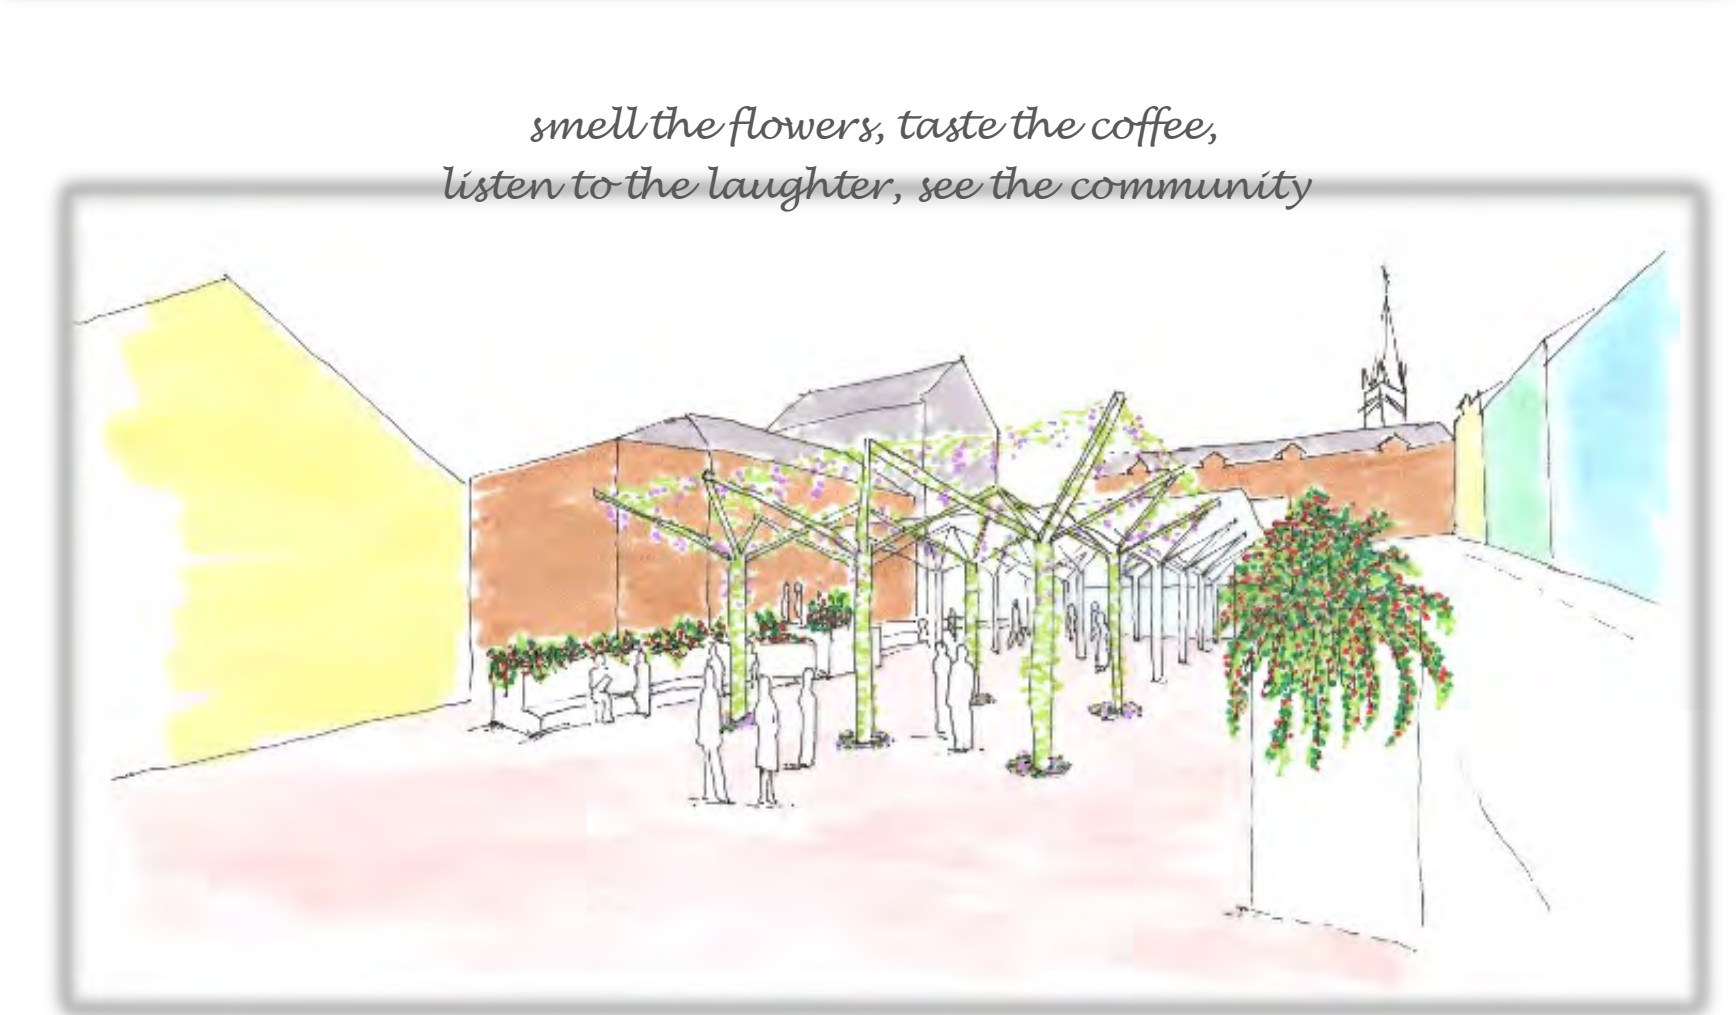 smell the flowers, taste the coffee,
listen to the laughter, see the community